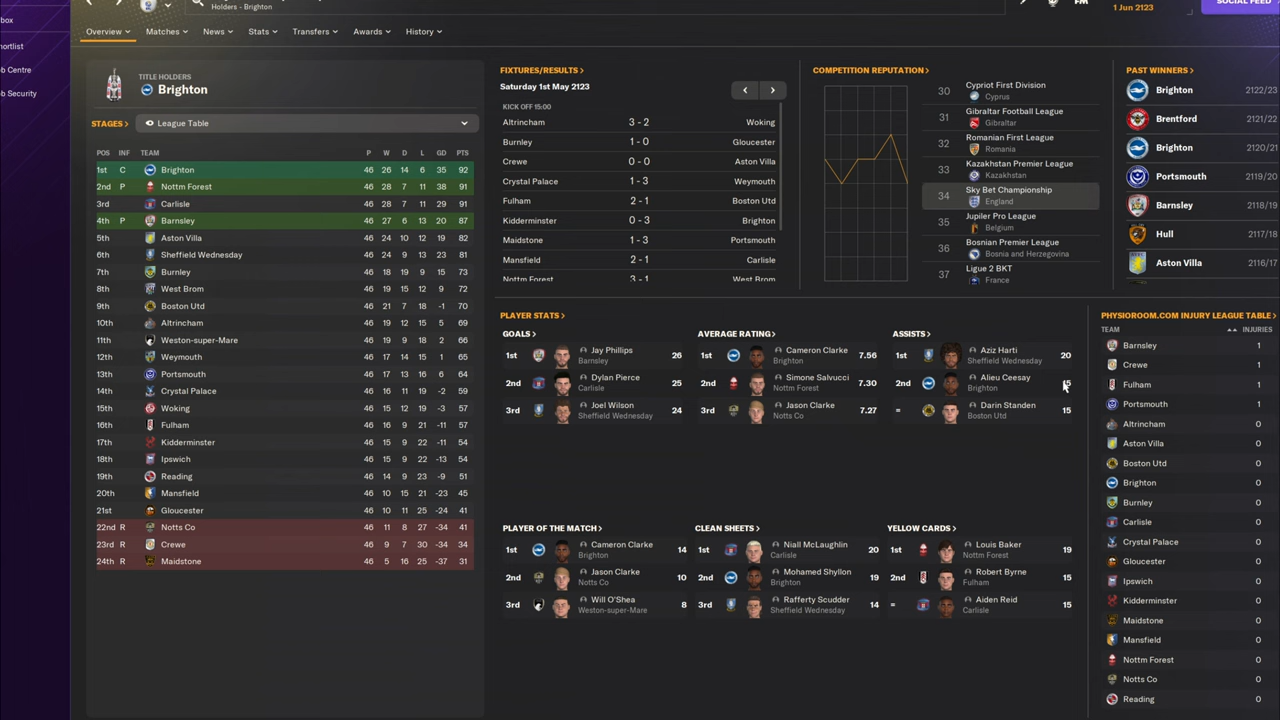 Holders - Brighton
1 Jun 2123
SOCIAL FEED
box
ortlist
b Centre
b Security
Overview
Matches
News
Stats
Transfers
Awards
History
TITLE HOLDERS
Brighton
STAGES>
League Table
POS INF TEAM P W D L GD PTS
1st C Brighton 46 26 14 6 35 92
2nd P Nottm Forest 46 28 7 11 38 91
3rd Carlisle 46 28 7 11 29 91
4th P Barnsley 46 27 6 13 20 87
5th Aston Villa 46 24 10 12 19 82
6th Sheffield Wednesday 46 24 9 13 23 81
7th Burnley 46 18 19 9 15 73
8th West Brom 46 19 15 12 9 72
9th Boston Utd 46 21 7 18 -1 70
10th Altrincham 46 19 12 15 5 69
11th Weston-super-Mare 46 19 9 18 2 66
12th Weymouth 46 17 14 15 1 65
13th Portsmouth 46 17 13 16 6 64
14th Crystal Palace 46 16 11 19 -2 59
15th Woking 46 15 12 19 -3 57
16th Fulham 46 16 9 21 -11 57
17th Kidderminster 46 15 9 22 -11 54
18th Ipswich 46 15 9 22 -13 54
19th Reading 46 14 9 23 -9 51
20th Mansfield 46 10 15 21 -23 45
21st Gloucester 46 10 11 25 -24 41
22nd R Notts Co 46 11 8 27 -34 41
23rd R Crewe 46 9 7 30 -34 34
24th R Maidstone 46 5 16 25 -37 31
FIXTURES/RESULTS>
Saturday 1st May 2123
KICK OFF 15:00
Altrincham 3 - 2 Woking
Burnley 1 - 0 Gloucester
Crewe 0 - 0 Aston Villa
Crystal Palace 1 - 3 Weymouth
Fulham 2 - 1 Boston Utd
Kidderminster 0 - 3 Brighton
Maidstone 1 - 3 Portsmouth
Mansfield 2 - 1 Carlisle
Nottm Forest 3 - 1 West Brom
COMPETITION REPUTATION>
30 Cypriot First Division
Cyprus
31 Gibraltar Football League
Gibraltar
32 Romanian First League
Romania
33 Kazakhstan Premier League
Kazakhstan
34 Sky Bet Championship
England
35 Jupiler Pro League
Belgium
36 Bosnian Premier League
Bosnia and Herzegovina
37 Ligue 2 BKT
France
PAST WINNERS>
Brighton 2122/23
Brentford 2121/22
Brighton 2120/21
Portsmouth 2119/20
Barnsley 2118/19
Hull 2117/18
Aston Villa 2116/17
PLAYER STATS>
GOALS>
1st Jay Phillips 26
Barnsley
2nd Dylan Pierce 25
Carlisle
3rd Joel Wilson 24
Sheffield Wednesday
AVERAGE RATING>
1st Cameron Clarke 7.56
Brighton
2nd Simone Salvucci 7.30
Nottm Forest
3rd Jason Clarke 7.27
Notts Co
ASSISTS>
1st Aziz Harti 20
Sheffield Wednesday
2nd Alieu Ceesay
Brighton
= Darin Standen 15
Boston Utd
PLAYER OF THE MATCH>
1st Cameron Clarke 14
Brighton
2nd Jason Clarke 10
Notts Co
3rd Will O'Shea 8
Weston-super-Mare
CLEAN SHEETS>
1st Niall McLaughlin 20
Carlisle
2nd Mohamed Shyllon 19
Brighton
3rd Rafferty Scudder 14
Sheffield Wednesday
YELLOW CARDS>
1st Louis Baker 19
Nottm Forest
2nd Robert Byrne 15
Fulham
= Aiden Reid 15
Carlisle
PHYSIOROOM.COM INJURY LEAGUE TABLE>
TEAM INJURIES
Barnsley 1
Crewe 1
Fulham 1
Portsmouth 1
Altrincham 0
Aston Villa 0
Boston Utd 0
Brighton 0
Burnley 0
Carlisle 0
Crystal Palace 0
Gloucester 0
Ipswich 0
Kidderminster 0
Maidstone 0
Mansfield 0
Nottm Forest 0
Notts Co 0
Reading 0